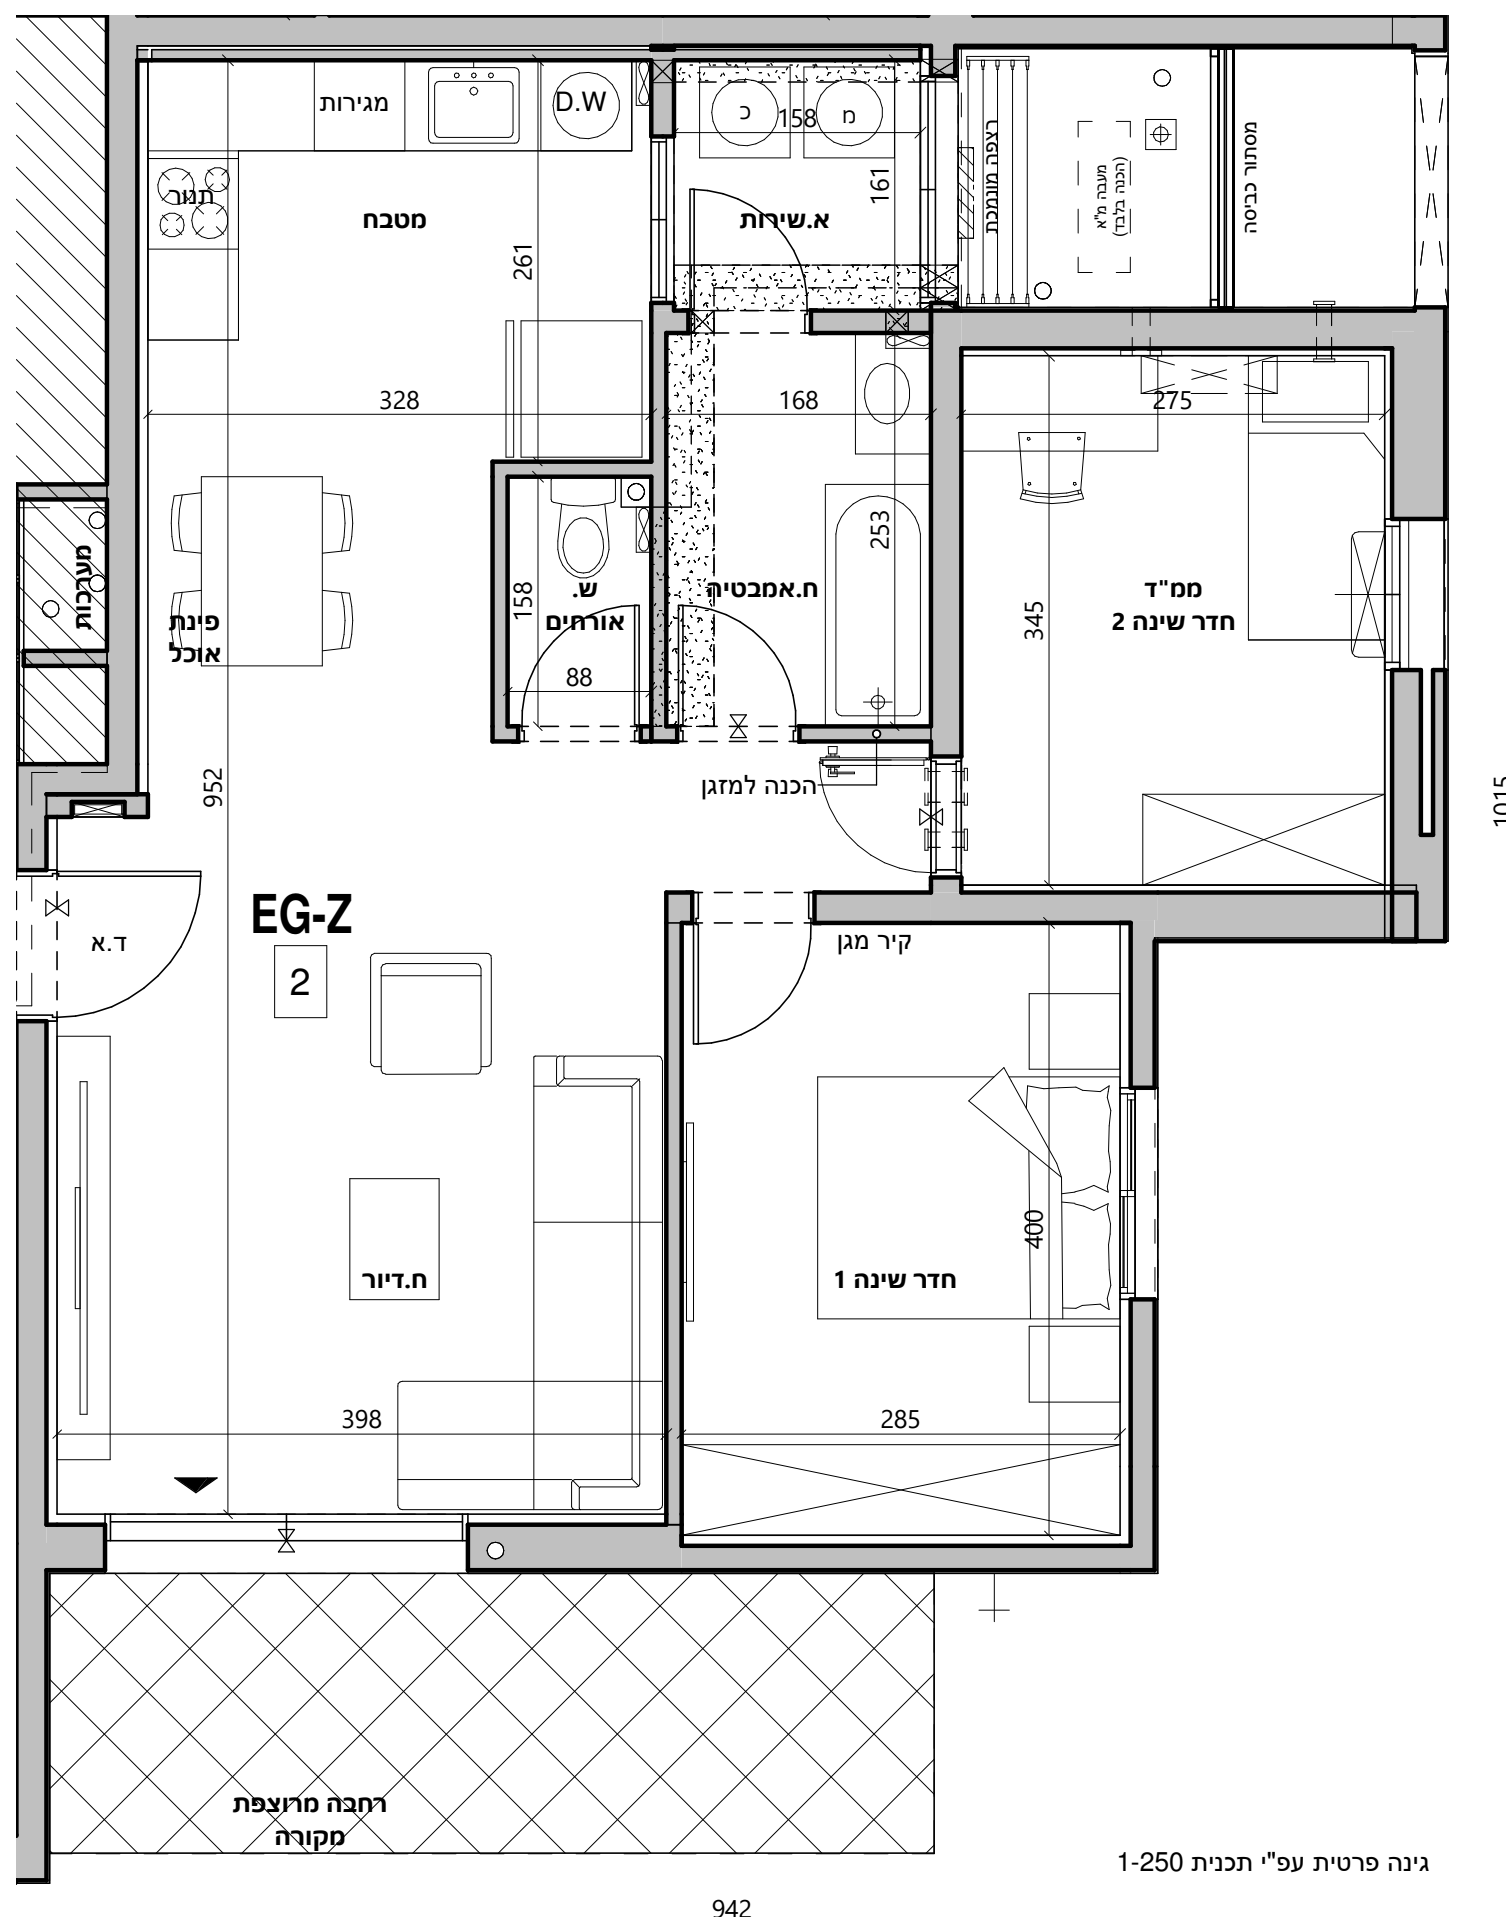 מגירות
D.W
תנור
מטבח
261
כ
158
מ
161
א.שירות
רצפה מונמכת
מעבה מ"א
(הכנה בלבד)
מסתור כביסה
328
168
275
מערכות
פינת
אוכל
ש.
אורחים
158
88
ח.אמבטיה
253
ממ"ד
חדר שינה 2
345
952
הכנה למזגן
1015
EG-Z
2
ד.א
קיר מגן
400
ח.דיור
חדר שינה 1
398
285
רחבה מרוצפת
מקורה
גינה פרטית עפ"י תכנית 1-250
942